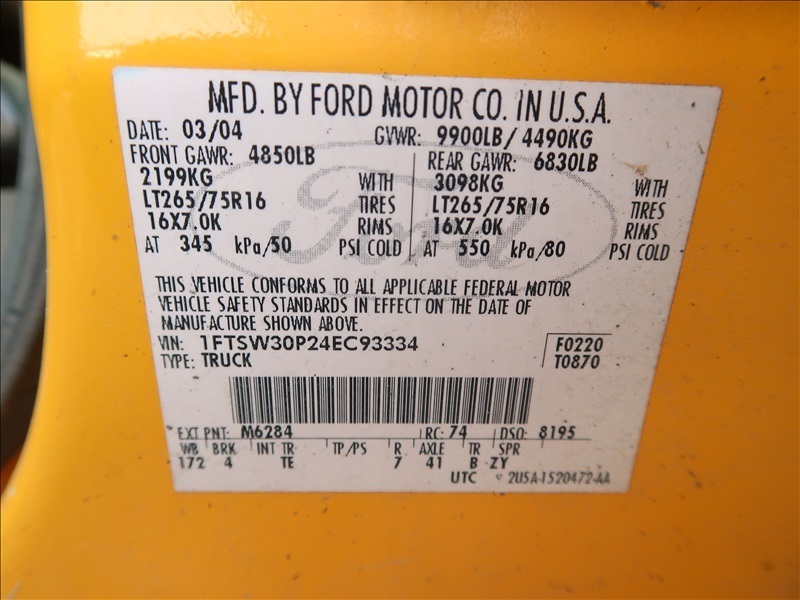 MFD. BY FORD MOTOR CO. IN U.S.A.
DATE: 03/04 GVWR: 9900LB/ 4490KG
FRONT GAWR: 4850LB REAR GAWR: 6830LB
2199KG WITH 3098KG WITH
LT265/75R16 TIRES LT265/75R16 TIRES
16X7.0K RIMS 16X7.0K RIMS
AT 345 kPa/50 PSI COLD AT 550 kPa/80 PSI COLD
Ford
THIS VEHICLE CONFORMS TO ALL APPLICABLE FEDERAL MOTOR
VEHICLE SAFETY STANDARDS IN EFFECT ON THE DATE OF
MANUFACTURE SHOWN ABOVE.
VIN: 1FTSW30P24EC93334 F0220
TYPE: TRUCK T0870
EXT PNT: M6284 RC: 74 DSO: 8195
WB BRK INT TR TP/PS R AXLE TR SPR
172 4 TE 7 41 B ZY
UTC 2U5A-1520472-AA